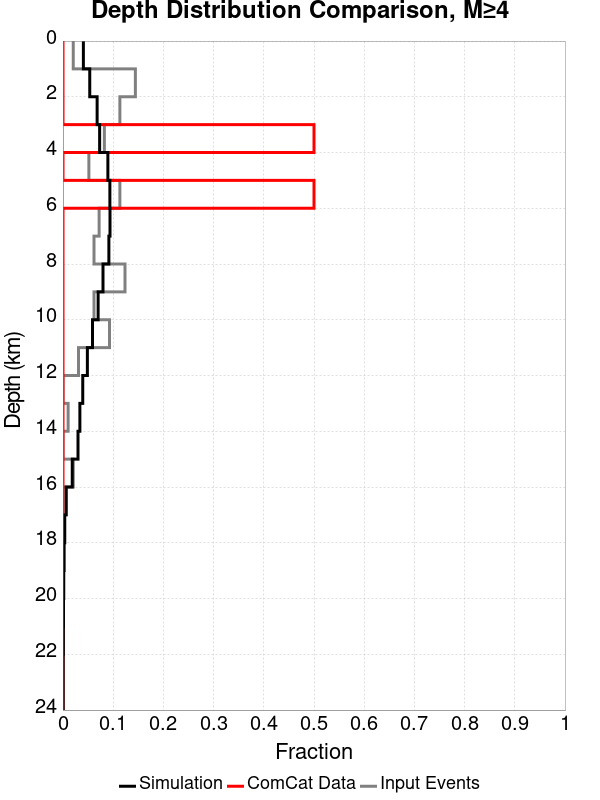 Depth Distribution Comparison, M≥4
0
2
4
6
8
10
12
14
16
18
20
22
24
Depth (km)
0 0.1 0.2 0.3 0.4 0.5 0.6 0.7 0.8 0.9 1
Fraction
Simulation ComCat Data Input Events